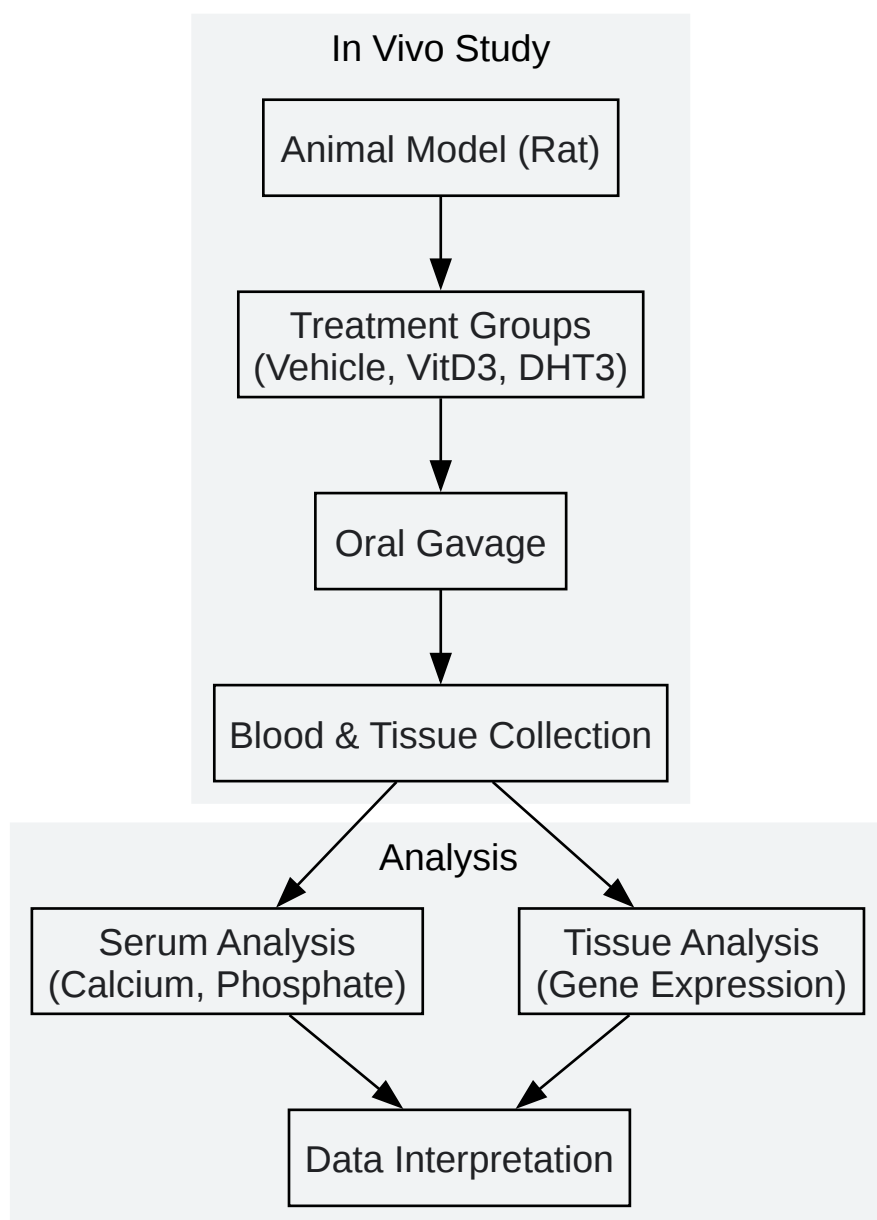 In Vivo Study
Animal Model (Rat)
Treatment Groups
(Vehicle, VitD3, DHT3)
Oral Gavage
Blood & Tissue Collection
Analysis
Serum Analysis
(Calcium, Phosphate)
Tissue Analysis
(Gene Expression)
Data Interpretation